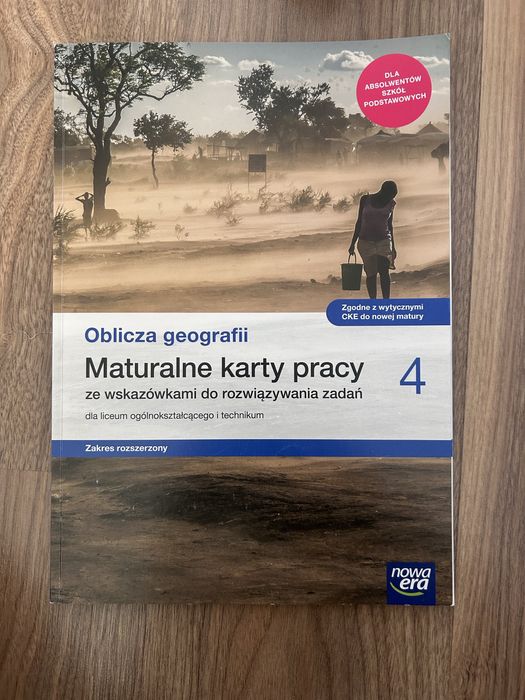 DLA
ABSOLWENTÓW
SZKÓŁ
PODSTAWOWYCH
Zgodne z wytycznymi
CKE do nowej matury
Oblicza geografii
Maturalne karty pracy 4
ze wskazówkami do rozwiązywania zadań
dla liceum ogólnokształcącego i technikum
Zakres rozszerzony
nowa
era